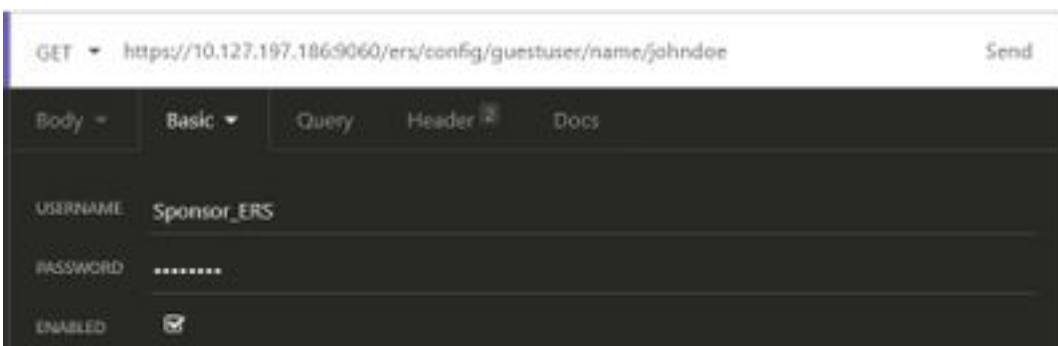 GET https://10.127.197.186:9060/ers/config/guestuser/name/johndoe Send
Body Basic Query Header 2 Docs
USERNAME Sponsor_ERS
PASSWORD ••••••••
ENABLED